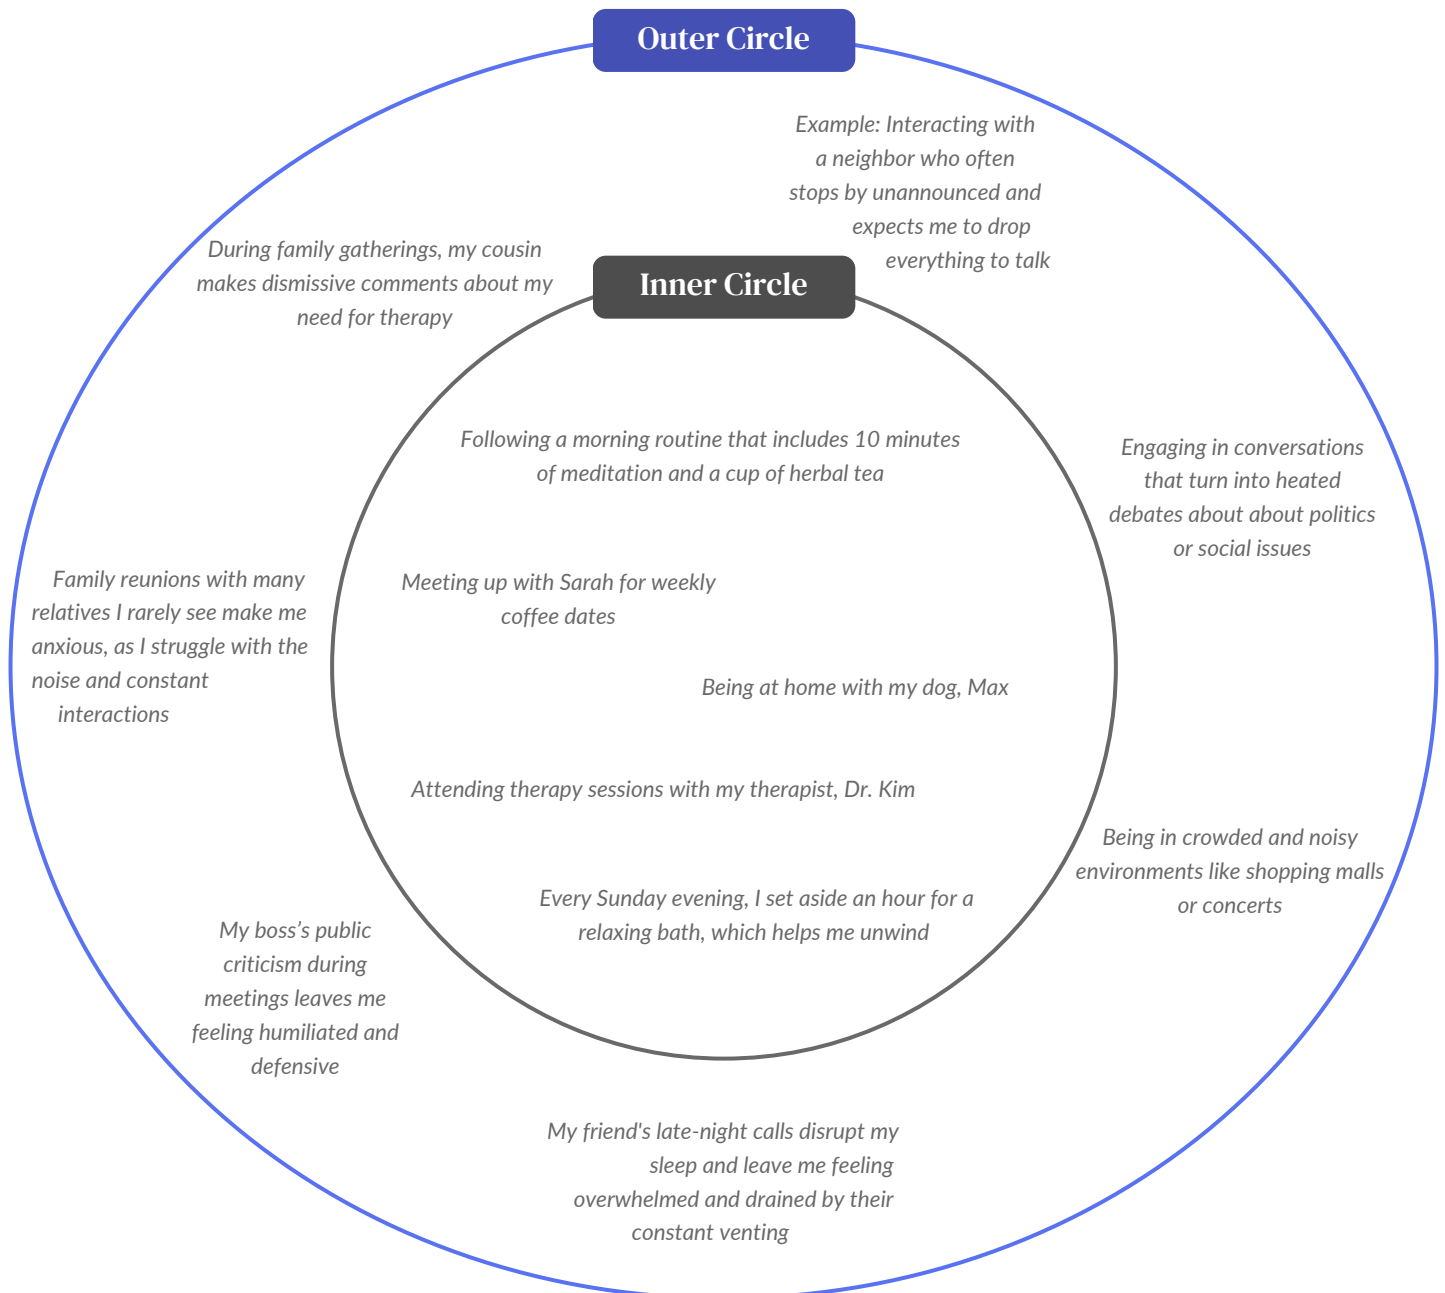 Outer Circle
Example: Interacting with
a neighbor who often
stops by unannounced and
expects me to drop
everything to talk
During family gatherings, my cousin
makes dismissive comments about my
need for therapy
Inner Circle
Following a morning routine that includes 10 minutes
of meditation and a cup of herbal tea
Engaging in conversations
that turn into heated
debates about about politics
or social issues
Family reunions with many
relatives I rarely see make me
anxious, as I struggle with the
noise and constant
interactions
Meeting up with Sarah for weekly
coffee dates
Being at home with my dog, Max
Attending therapy sessions with my therapist, Dr. Kim
Being in crowded and noisy
environments like shopping malls
or concerts
Every Sunday evening, I set aside an hour for a
relaxing bath, which helps me unwind
My boss’s public
criticism during
meetings leaves me
feeling humiliated and
defensive
My friend's late-night calls disrupt my
sleep and leave me feeling
overwhelmed and drained by their
constant venting